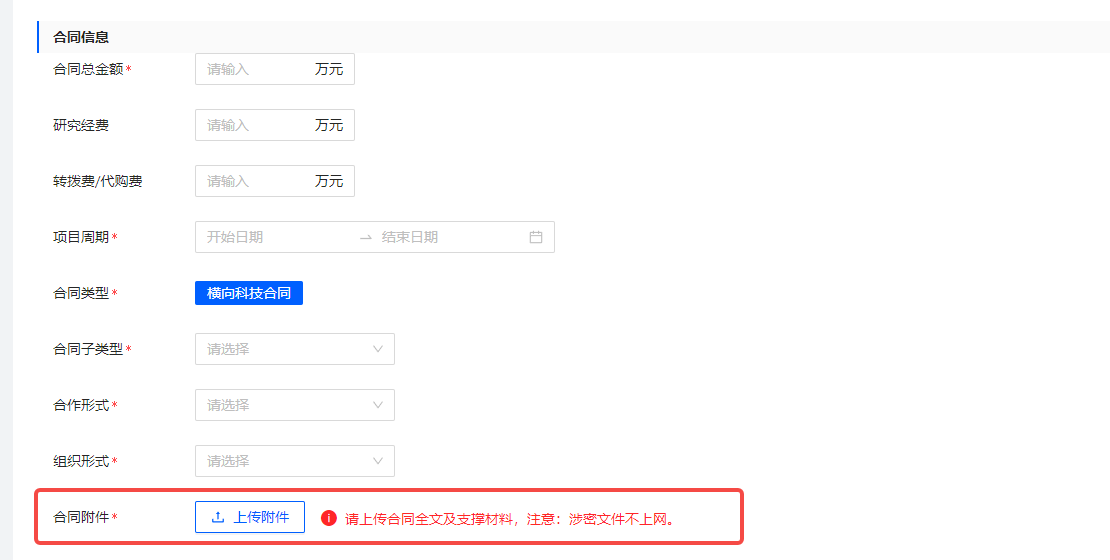 合同信息
合同总金额* 请输入 万元
研究经费 请输入 万元
转拨费/代购费 请输入 万元
项目周期* 开始日期 → 结束日期
合同类型* 横向科技合同
合同子类型* 请选择
合作形式* 请选择
组织形式* 请选择
合同附件* 上传附件 请上传合同全文及支撑材料，注意：涉密文件不上网。